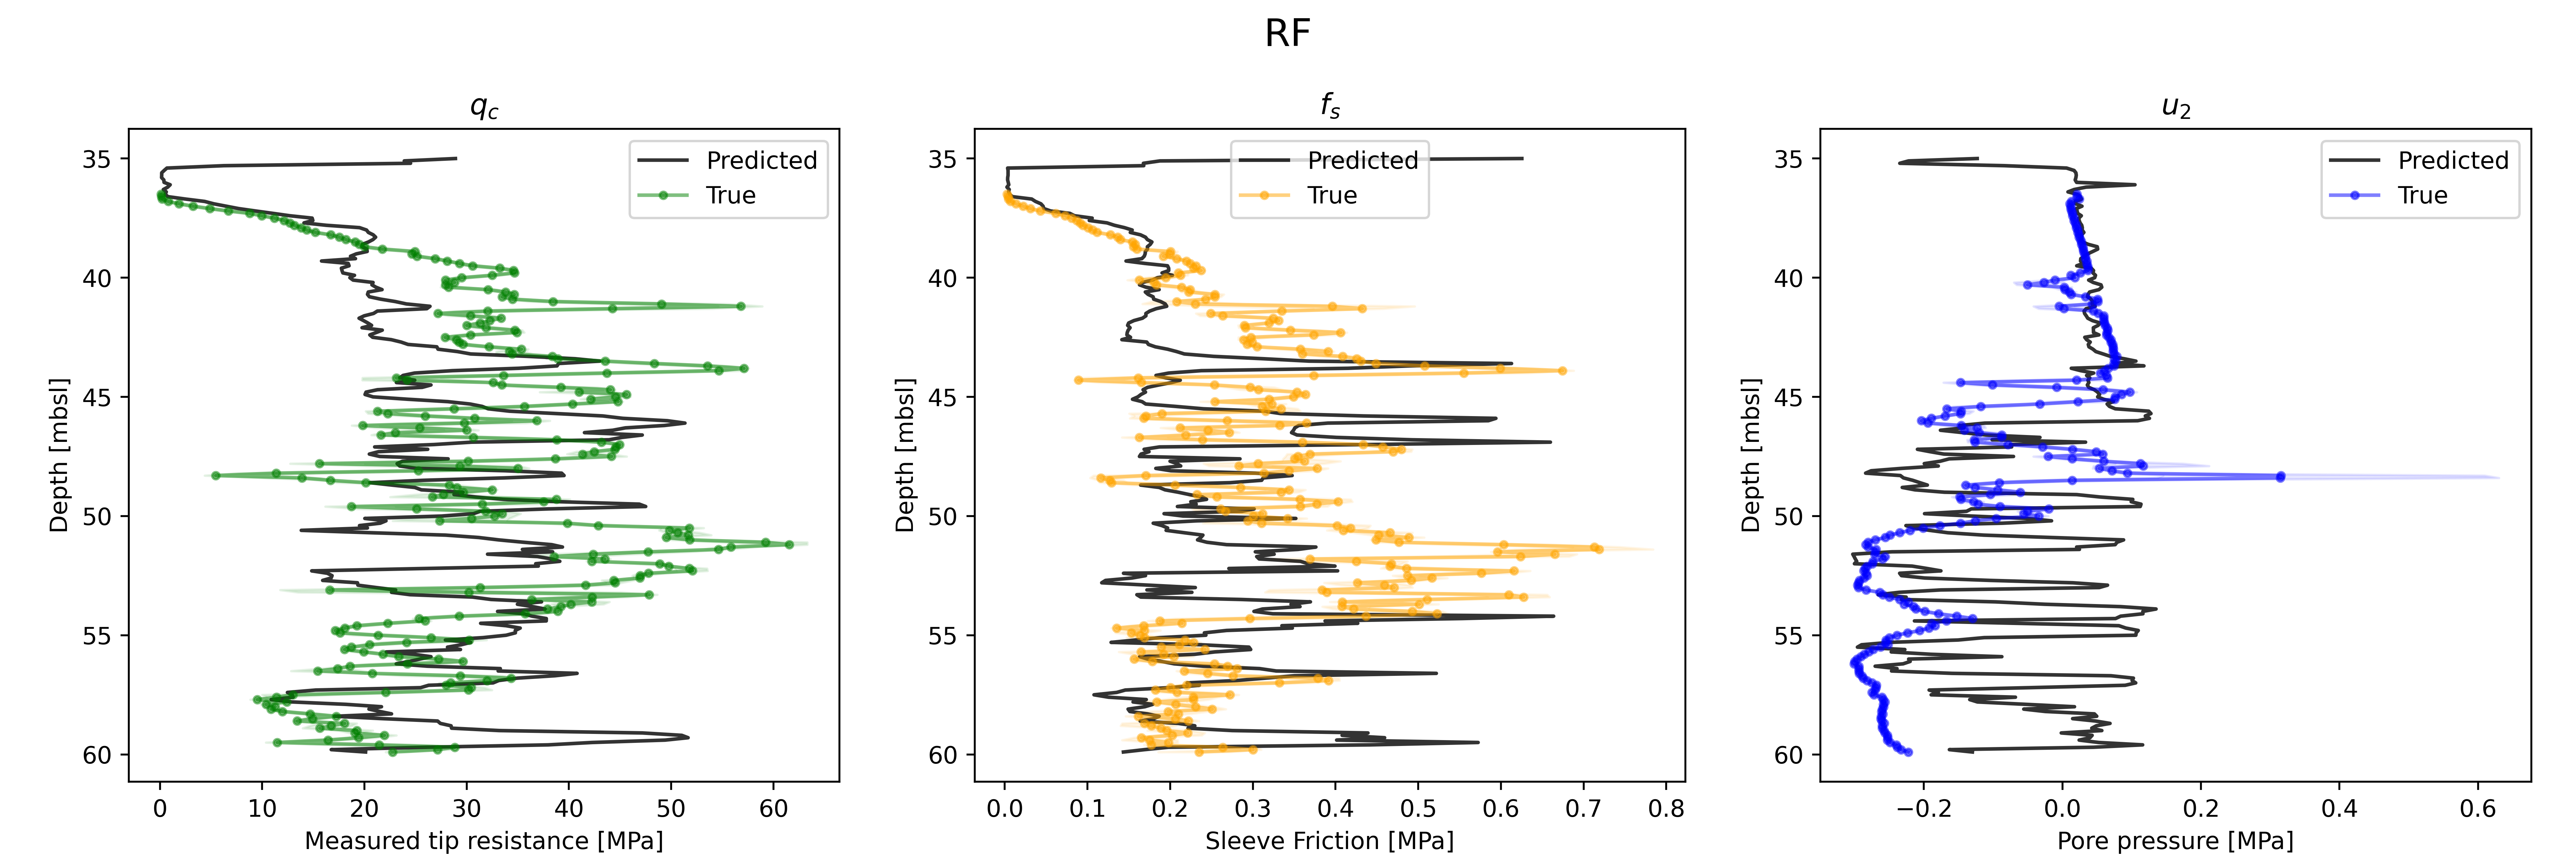 RF
q_c
Predicted
True
35
40
45
50
55
60
Depth [mbsl]
0
10
20
30
40
50
60
Measured tip resistance [MPa]
f_s
Predicted
True
35
40
45
50
55
60
Depth [mbsl]
0.0
0.1
0.2
0.3
0.4
0.5
0.6
0.7
0.8
Sleeve Friction [MPa]
u_2
Predicted
True
35
40
45
50
55
60
Depth [mbsl]
−0.2
0.0
0.2
0.4
0.6
Pore pressure [MPa]